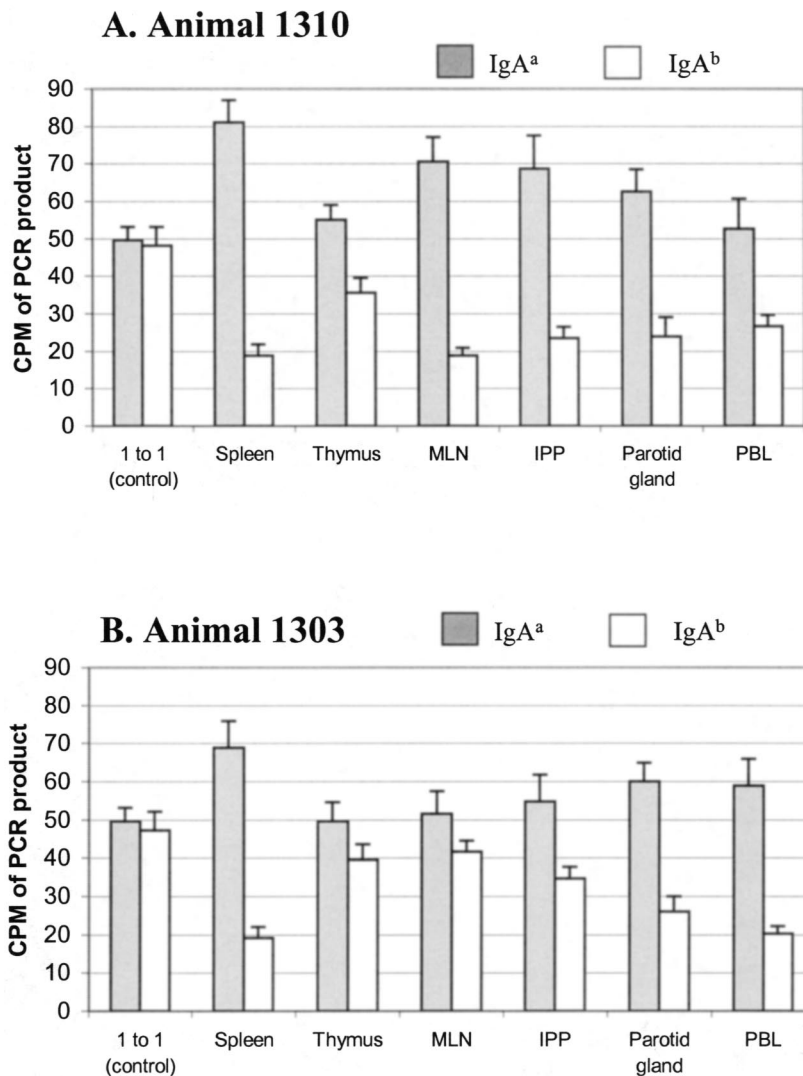 A. Animal 1310
IgAᵃ IgAᵇ
CPM of PCR product
90
80
70
60
50
40
30
20
10
0
1 to 1 (control) Spleen Thymus MLN IPP Parotid gland PBL
B. Animal 1303
IgAᵃ IgAᵇ
CPM of PCR product
90
80
70
60
50
40
30
20
10
0
1 to 1 (control) Spleen Thymus MLN IPP Parotid gland PBL